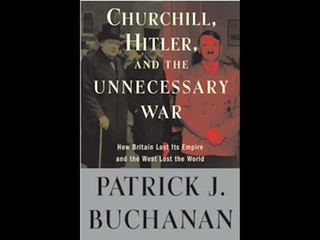 CHURCHILL,
HITLER,
AND THE
UNNECESSARY
WAR
How Britain Lost Its Empire
and the West Lost the World
PATRICK J.
BUCHANAN